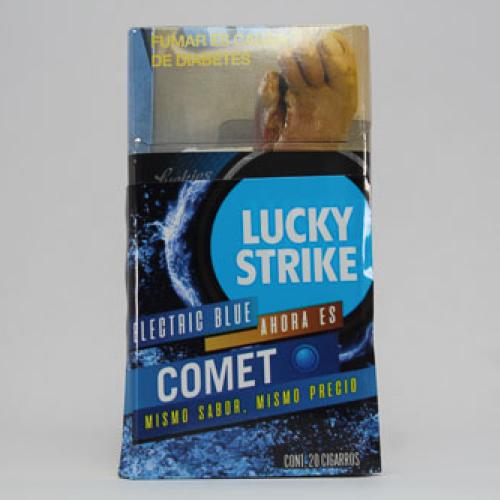 FUMAR ES CAUSA
DE DIABETES
Luckies
LUCKY
STRIKE
ELECTRIC BLUE
AHORA ES
COMET
MISMO SABOR, MISMO PRECIO
CONT. 20 CIGARROS